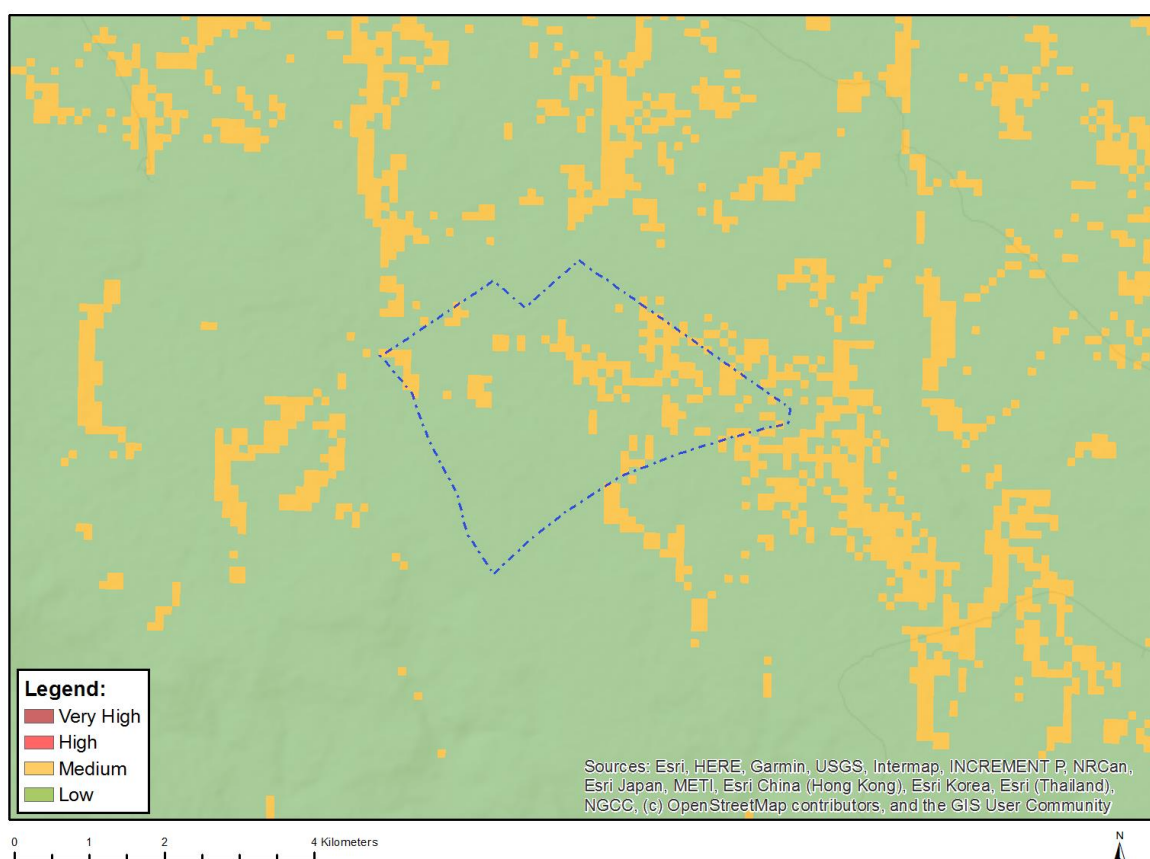 Legend:
Very High
High
Medium
Low
Sources: Esri, HERE, Garmin, USGS, Intermap, INCREMENT P, NRCan,
Esri Japan, METI, Esri China (Hong Kong), Esri Korea, Esri (Thailand),
NGCC, (c) OpenStreetMap contributors, and the GIS User Community
0 1 2 4 Kilometers
N